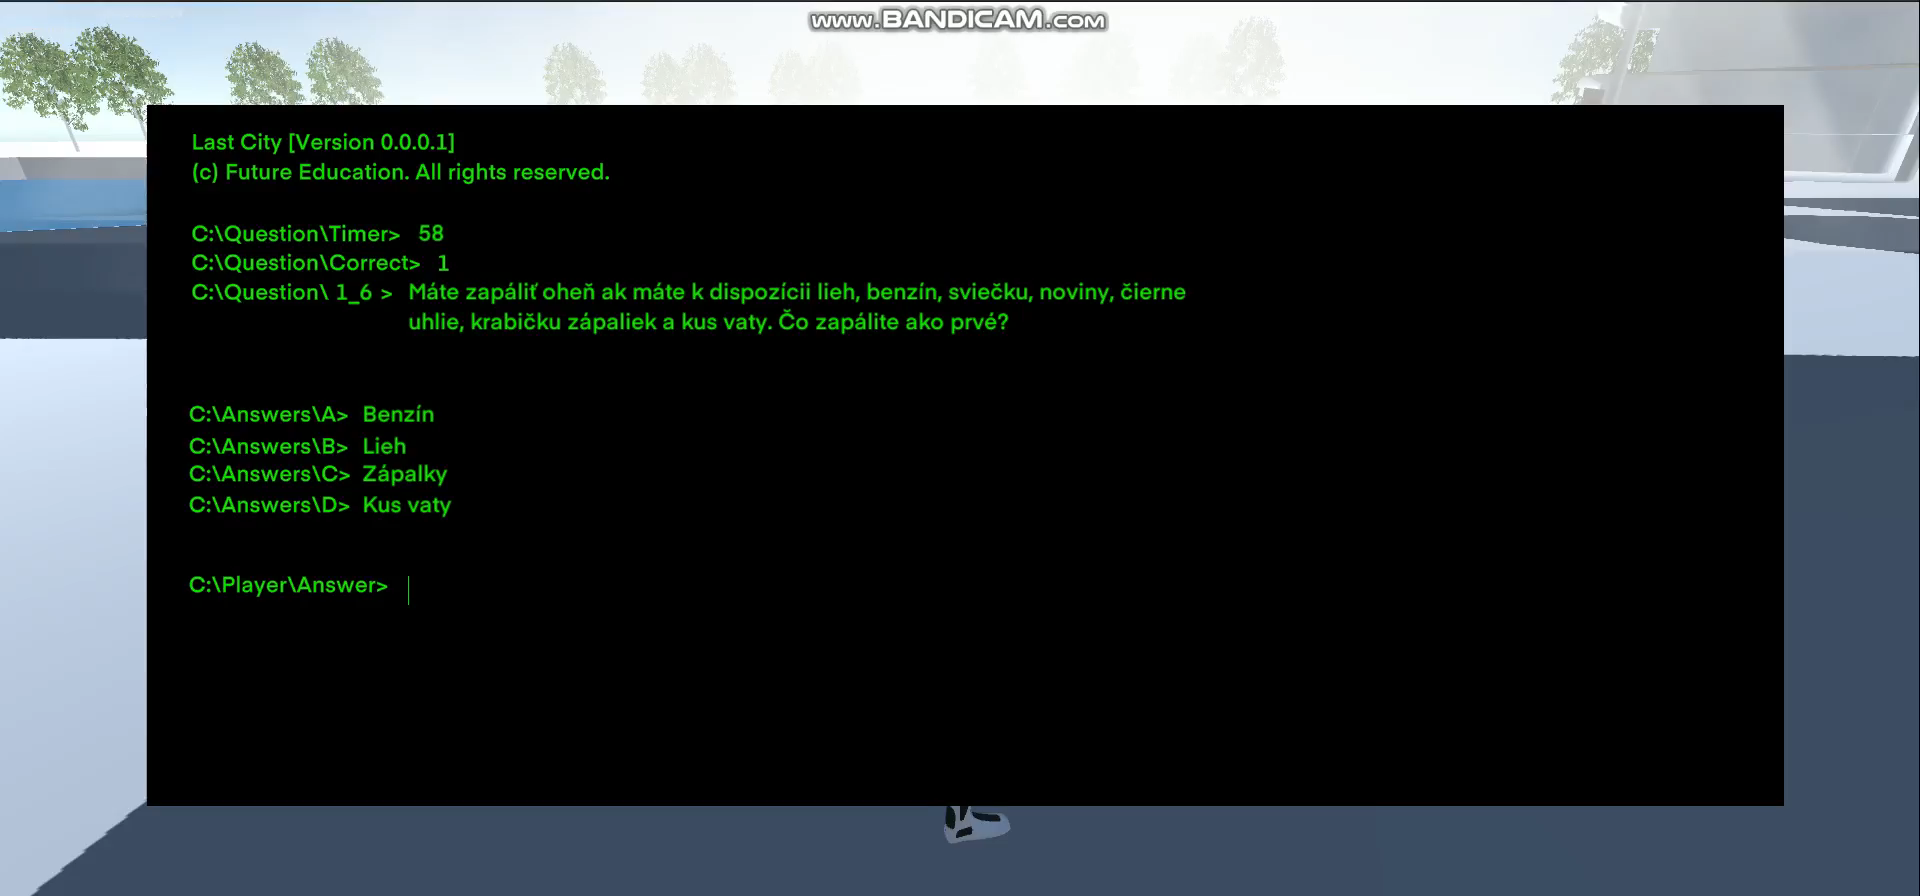 www.BANDICAM.com
Last City [Version 0.0.0.1]
(c) Future Education. All rights reserved.
C:\Question\Timer> 58
C:\Question\Correct> 1
C:\Question\ 1_6 > Máte zapáliť oheň ak máte k dispozícii lieh, benzín, sviečku, noviny, čierne
uhlie, krabičku zápaliek a kus vaty. Čo zapálite ako prvé?
C:\Answers\A> Benzín
C:\Answers\B> Lieh
C:\Answers\C> Zápalky
C:\Answers\D> Kus vaty
C:\Player\Answer>